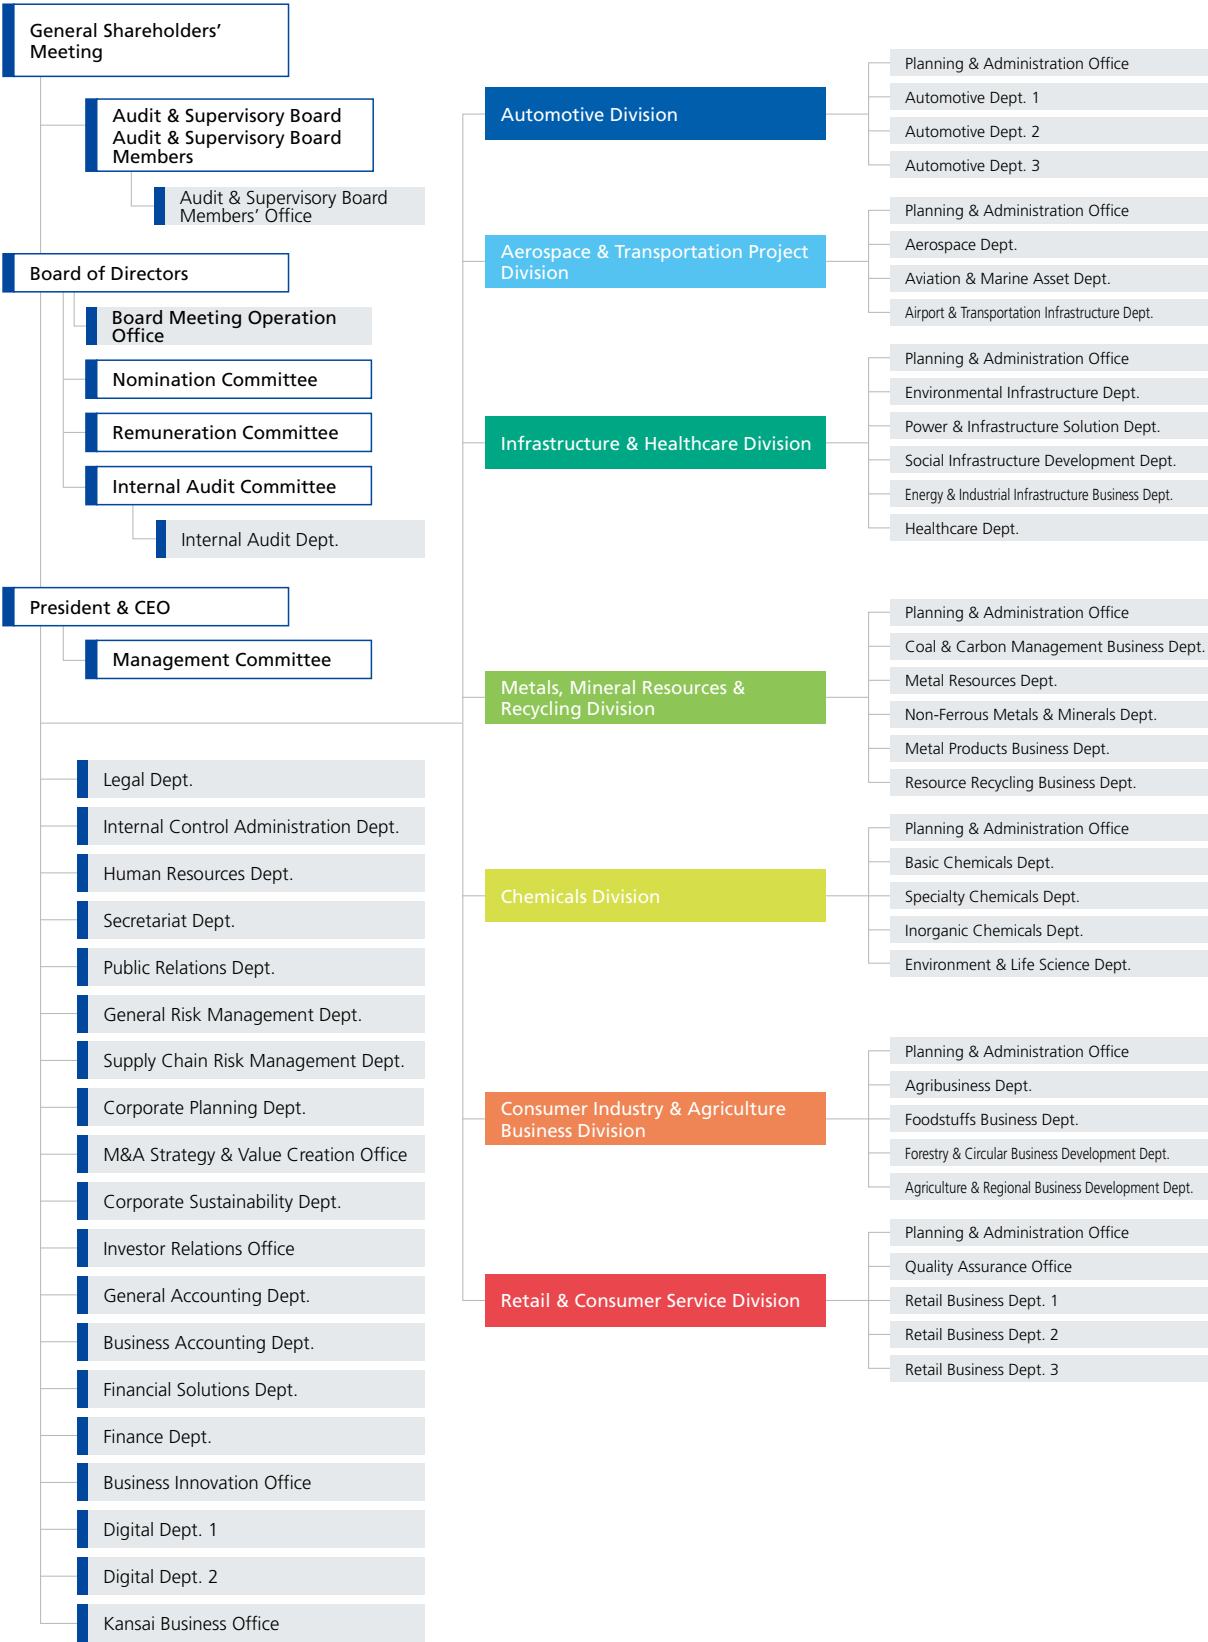 General Shareholders’
Meeting
Audit & Supervisory Board
Audit & Supervisory Board
Members
Audit & Supervisory Board
Members’ Office
Board of Directors
Board Meeting Operation
Office
Nomination Committee
Remuneration Committee
Internal Audit Committee
Internal Audit Dept.
President & CEO
Management Committee
Legal Dept.
Internal Control Administration Dept.
Human Resources Dept.
Secretariat Dept.
Public Relations Dept.
General Risk Management Dept.
Supply Chain Risk Management Dept.
Corporate Planning Dept.
M&A Strategy & Value Creation Office
Corporate Sustainability Dept.
Investor Relations Office
General Accounting Dept.
Business Accounting Dept.
Financial Solutions Dept.
Finance Dept.
Business Innovation Office
Digital Dept. 1
Digital Dept. 2
Kansai Business Office
Automotive Division
Planning & Administration Office
Automotive Dept. 1
Automotive Dept. 2
Automotive Dept. 3
Aerospace & Transportation Project
Division
Planning & Administration Office
Aerospace Dept.
Aviation & Marine Asset Dept.
Airport & Transportation Infrastructure Dept.
Infrastructure & Healthcare Division
Planning & Administration Office
Environmental Infrastructure Dept.
Power & Infrastructure Solution Dept.
Social Infrastructure Development Dept.
Energy & Industrial Infrastructure Business Dept.
Healthcare Dept.
Metals, Mineral Resources &
Recycling Division
Planning & Administration Office
Coal & Carbon Management Business Dept.
Metal Resources Dept.
Non-Ferrous Metals & Minerals Dept.
Metal Products Business Dept.
Resource Recycling Business Dept.
Chemicals Division
Planning & Administration Office
Basic Chemicals Dept.
Specialty Chemicals Dept.
Inorganic Chemicals Dept.
Environment & Life Science Dept.
Consumer Industry & Agriculture
Business Division
Planning & Administration Office
Agribusiness Dept.
Foodstuffs Business Dept.
Forestry & Circular Business Development Dept.
Agriculture & Regional Business Development Dept.
Retail & Consumer Service Division
Planning & Administration Office
Quality Assurance Office
Retail Business Dept. 1
Retail Business Dept. 2
Retail Business Dept. 3